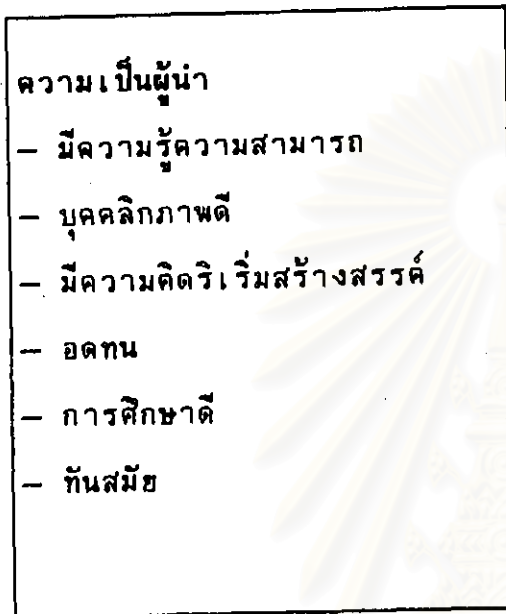 ความเป็นผู้นำ
– มีความรู้ความสามารถ
– บุคคลิกภาพดี
– มีความคิดริเริ่มสร้างสรรค์
– อดทน
– การศึกษาดี
– ทันสมัย